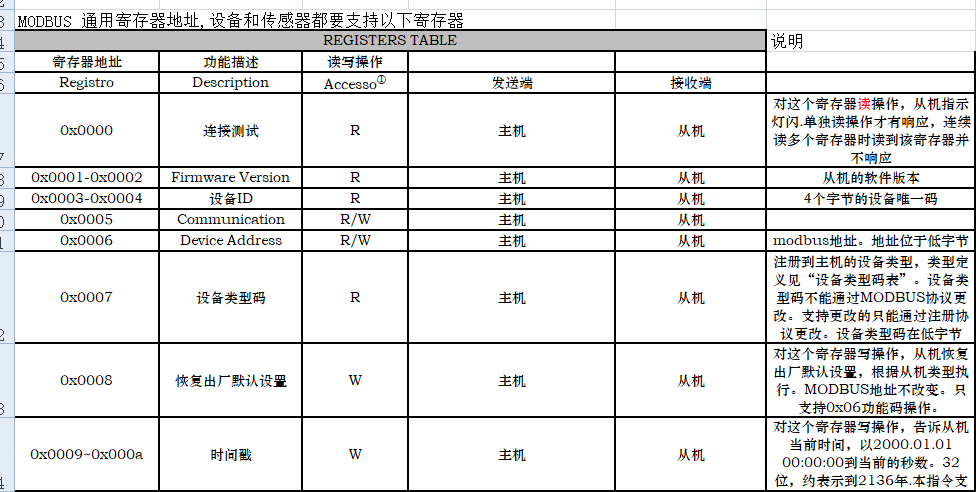 MODBUS 通用寄存器地址,设备和传感器都要支持以下寄存器
REGISTERS TABLE 说明
寄存器地址 功能描述 读写操作
Registro Description Accesso① 发送端 接收端
0x0000 连接测试 R 主机 从机
对这个寄存器读操作，从机指示
灯闪.单独读操作才有响应，连续
读多个寄存器时读到该寄存器并
不响应
0x0001-0x0002 Firmware Version R 主机 从机 从机的软件版本
0x0003-0x0004 设备ID R 主机 从机 4个字节的设备唯一码
0x0005 Communication R/W 主机 从机
0x0006 Device Address R/W 主机 从机 modbus地址。地址位于低字节
0x0007 设备类型码 R 主机 从机
注册到主机的设备类型，类型定
义见“设备类型码表”。设备类
型码不能通过MODBUS协议更
改。支持更改的只能通过注册协
议更改。设备类型码在低字节
0x0008 恢复出厂默认设置 W 主机 从机
对这个寄存器写操作，从机恢复
出厂默认设置，根据从机类型执
行。MODBUS地址不改变。只
支持0x06功能码操作。
0x0009~0x000a 时间戳 W 主机 从机
对这个寄存器写操作，告诉从机
当前时间，以2000.01.01
00:00:00到当前的秒数。32
位，约表示到2136年.本指令支